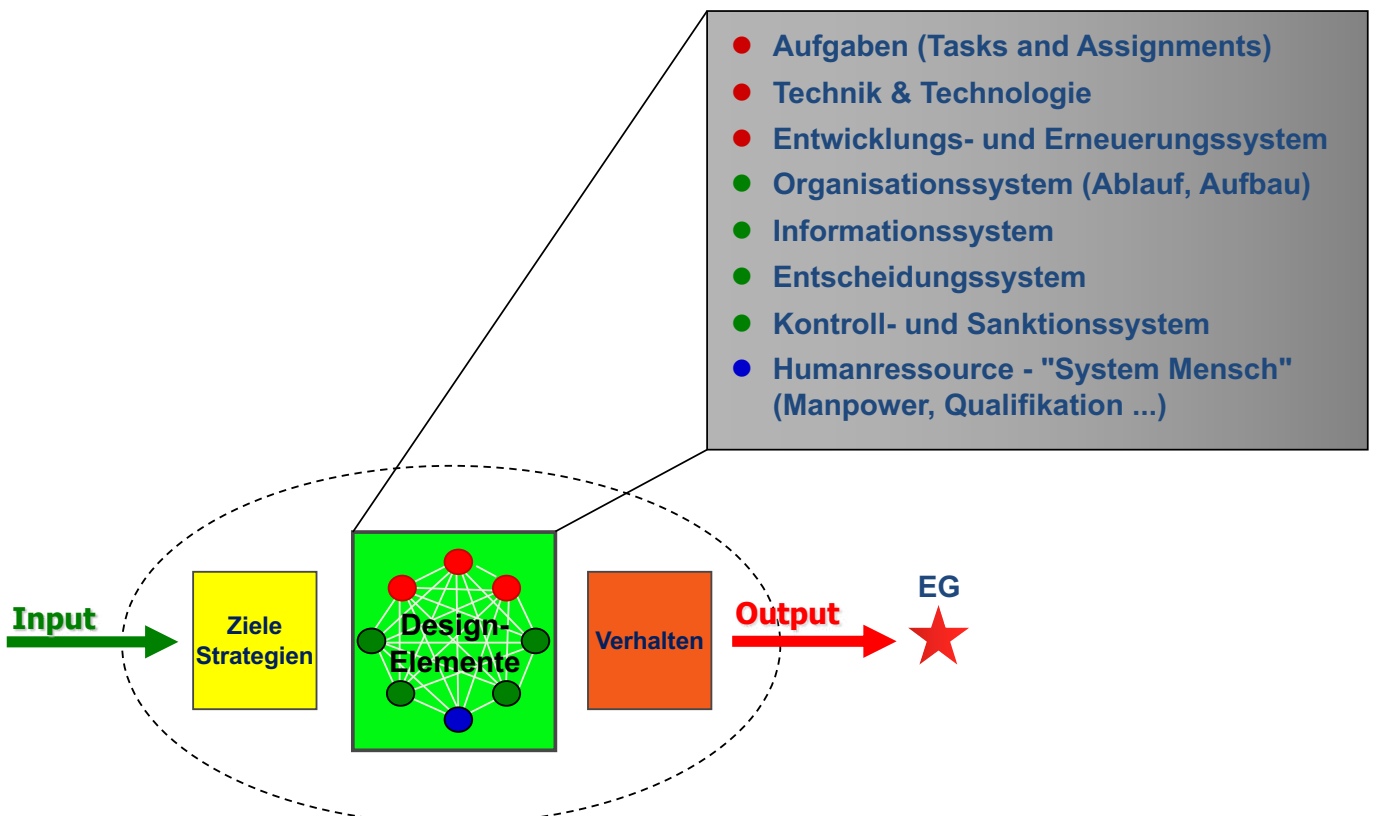 Aufgaben (Tasks and Assignments)
Technik & Technologie
Entwicklungs- und Erneuerungssystem
Organisationssystem (Ablauf, Aufbau)
Informationssystem
Entscheidungssystem
Kontroll- und Sanktionssystem
Humanressource - "System Mensch"
(Manpower, Qualifikation ...)
Input
Ziele
Strategien
Design-
Elemente
Verhalten
Output
EG